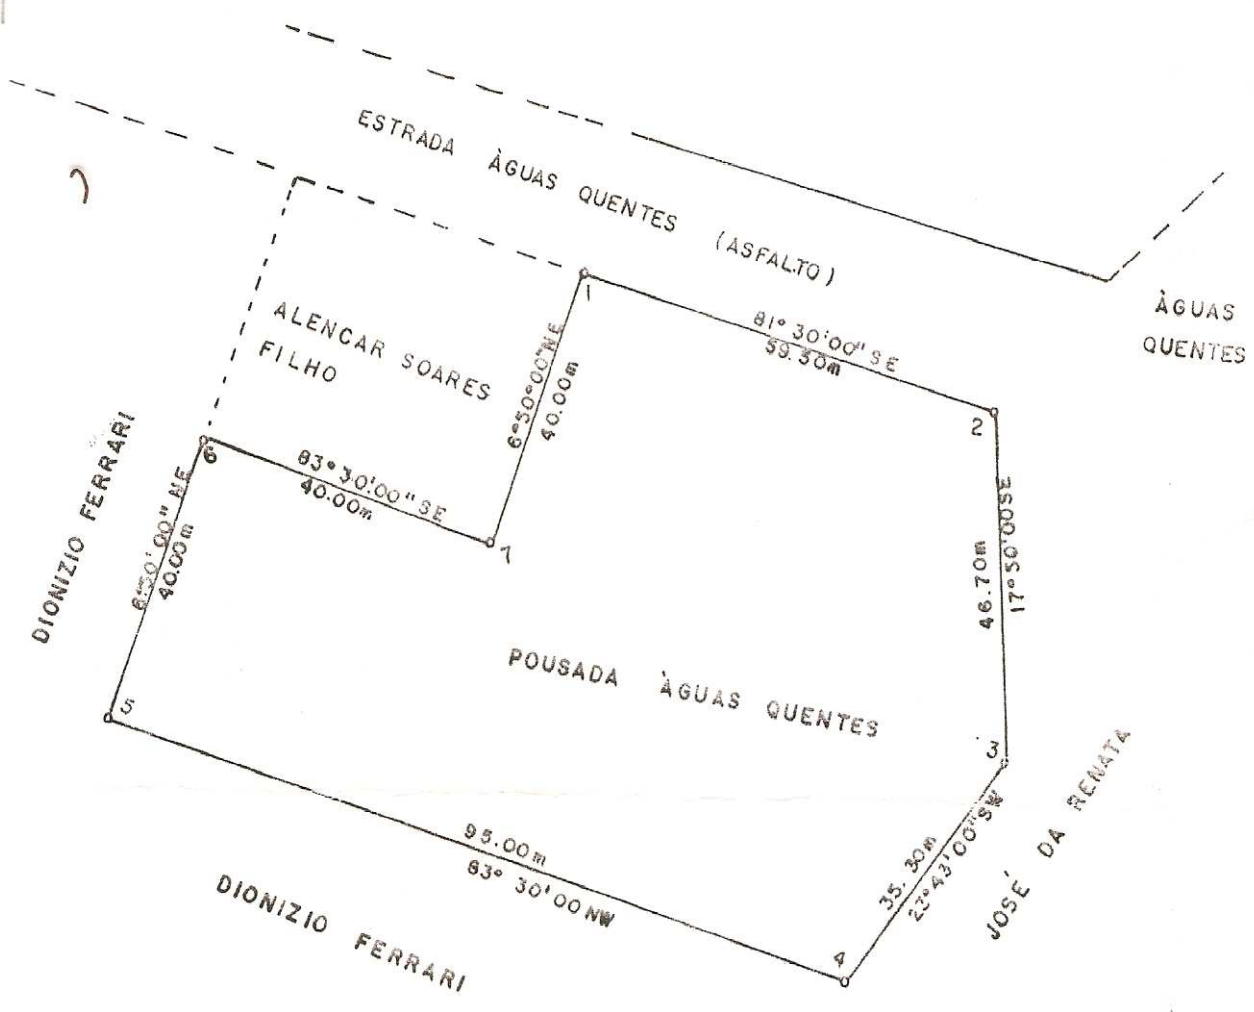 ESTRADA ÀGUAS QUENTES (ASFALTO)
ÀGUAS
QUENTES
ALENCAR SOARES
FILHO
1
81° 30'00" SE
59.50m
2
6°50'00" NE
40.00m
6
83°30'00" SE
40.00m
7
DIONIZIO FERRARI
6°50'00" NE
40.00m
46.70m
17°50'00SE
POUSADA ÀGUAS QUENTES
5
3
95.00m
83° 30'00 NW
35.30m
23°43'00" SW
JOSÉ DA RENATA
4
DIONIZIO FERRARI